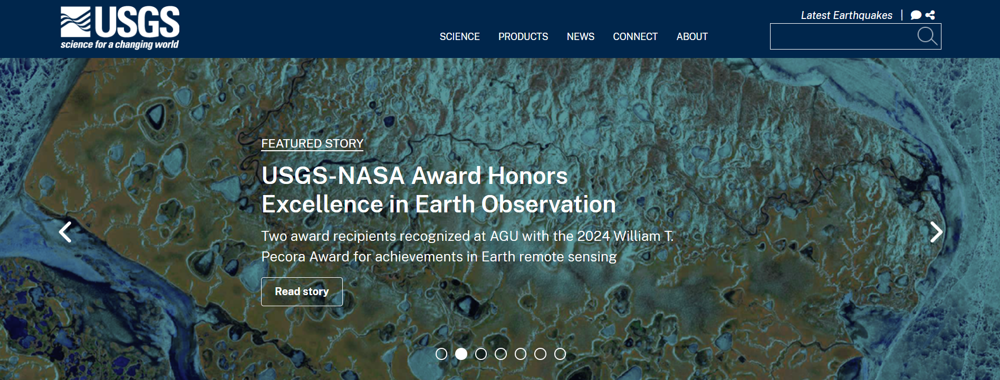 USGS
science for a changing world
Latest Earthquakes |
SCIENCE PRODUCTS NEWS CONNECT ABOUT
FEATURED STORY
USGS-NASA Award Honors
Excellence in Earth Observation
Two award recipients recognized at AGU with the 2024 William T.
Pecora Award for achievements in Earth remote sensing
Read story